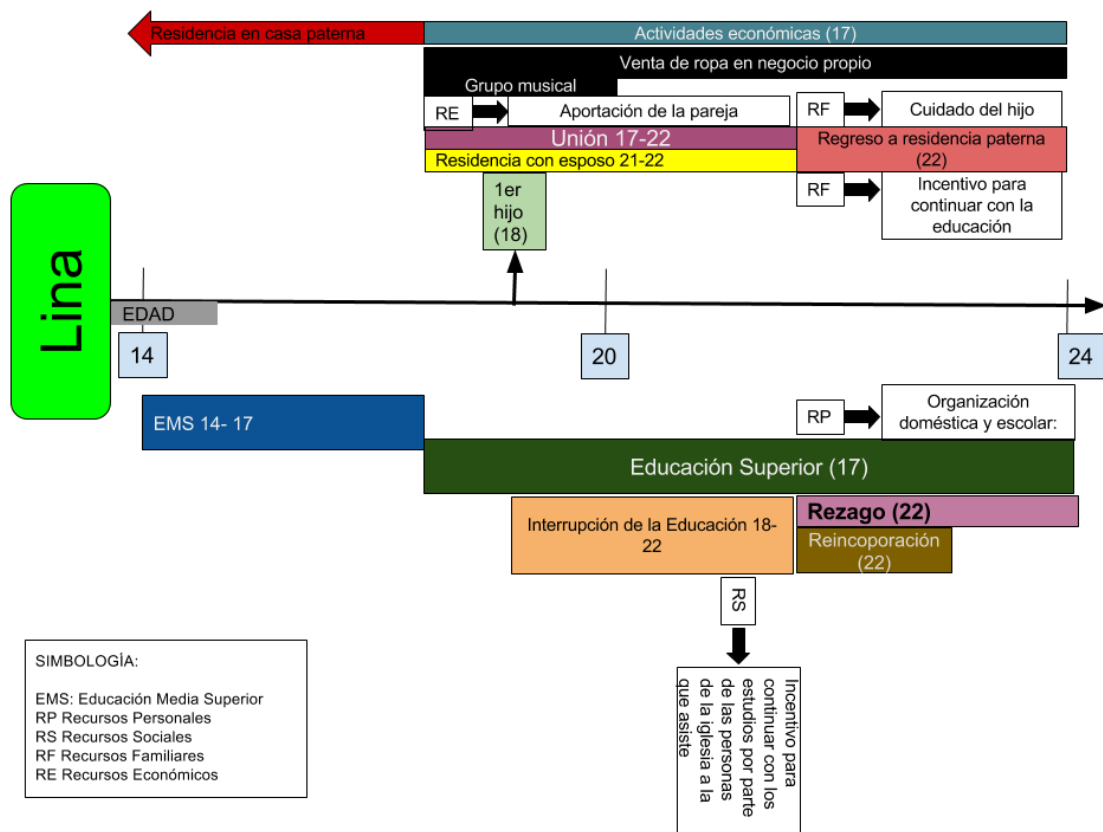 Residencia en casa paterna
Actividades económicas (17)
Venta de ropa en negocio propio
Grupo musical
RE
Aportación de la pareja
RF
Cuidado del hijo
Unión 17-22
Regreso a residencia paterna
(22)
Residencia con esposo 21-22
1er
hijo
(18)
RF
Incentivo para
continuar con la
educación
Lina
EDAD
14
20
24
EMS 14- 17
RP
Organización
doméstica y escolar:
Educación Superior (17)
Interrupción de la Educación 18-
22
Rezago (22)
Reincoporación
(22)
RS
Incentivo para
continuar con los
estudios por parte
de las personas
de la iglesia a la
que asiste
SIMBOLOGÍA:
EMS: Educación Media Superior
RP Recursos Personales
RS Recursos Sociales
RF Recursos Familiares
RE Recursos Económicos